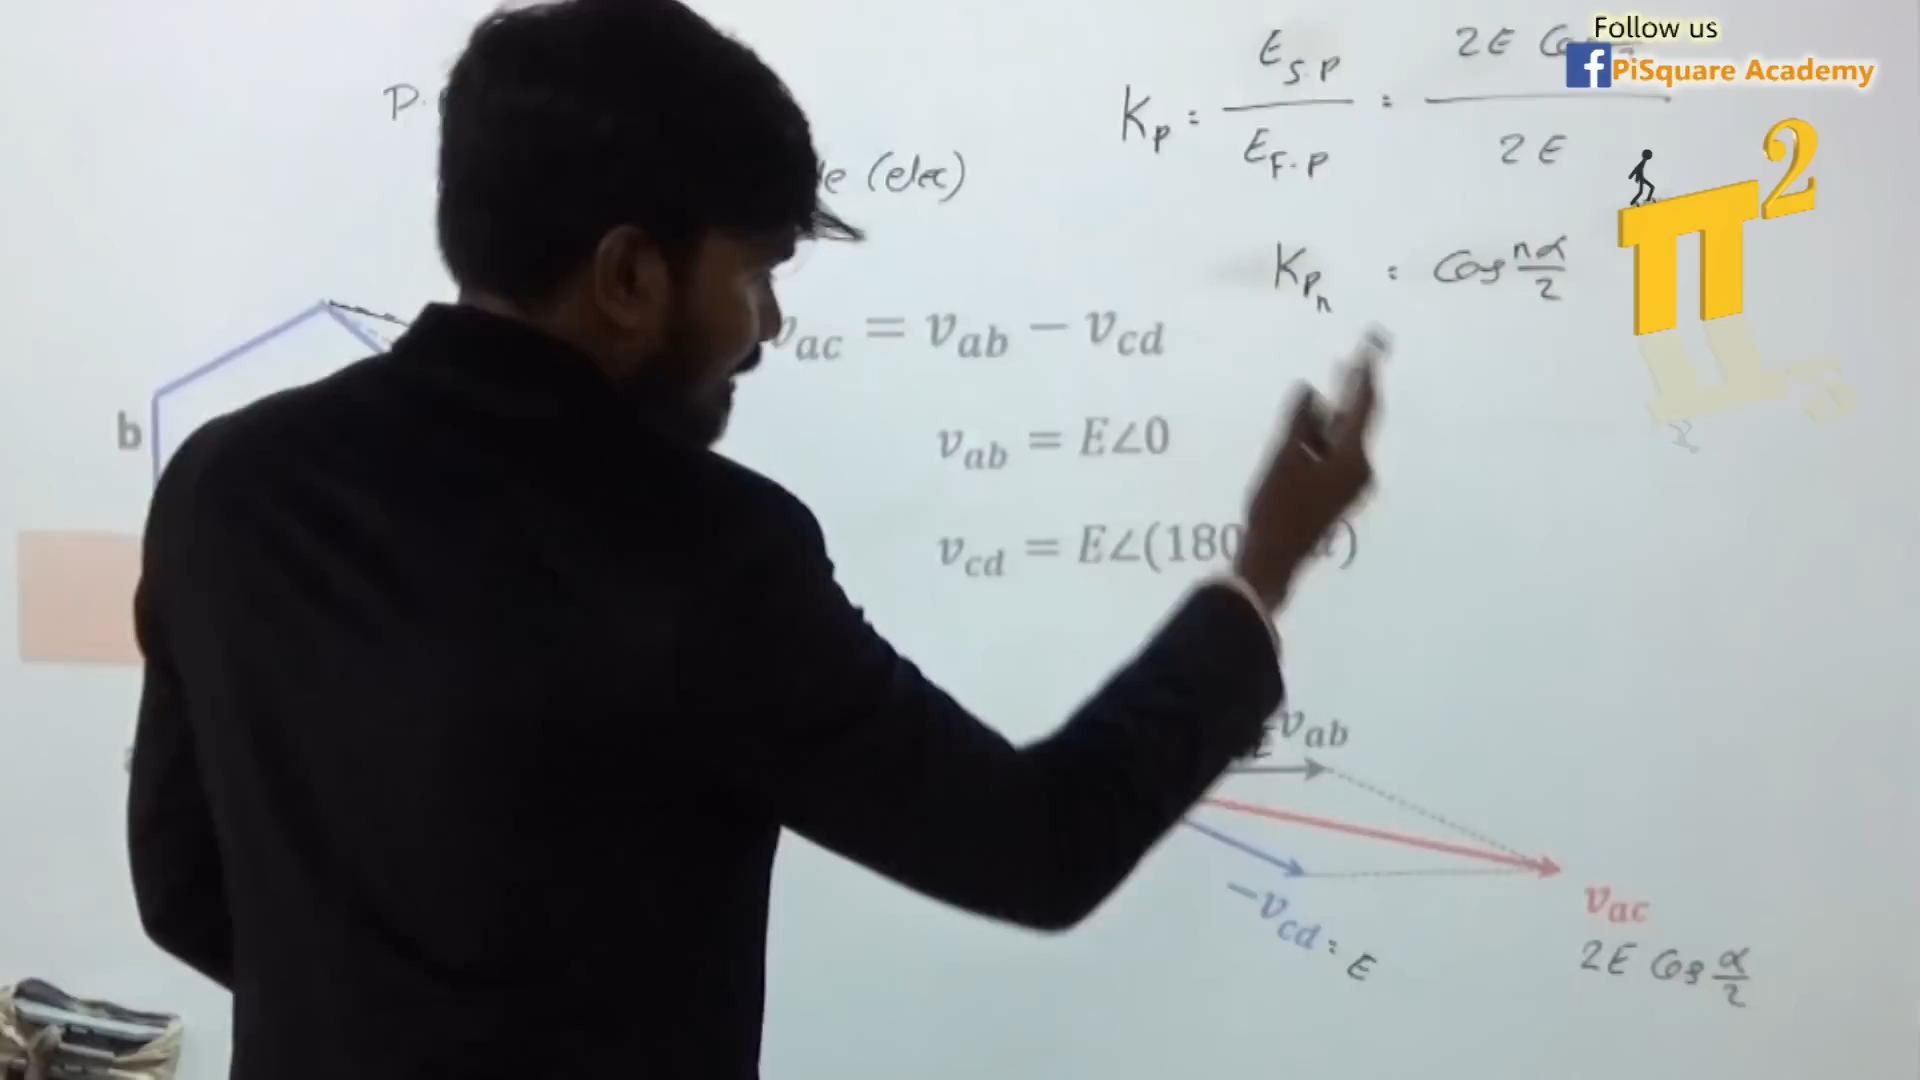 Follow us
f PiSquare Academy
π2
P.
(elec)
Kp = ES.P / EF.P = 2E Cos / 2E
Kpn = Cos nα/2
vac = vab − vcd
vab = E∠0
vcd = E∠(180 )
b
E vab
−vcd = E
vac
2E Cos α/2